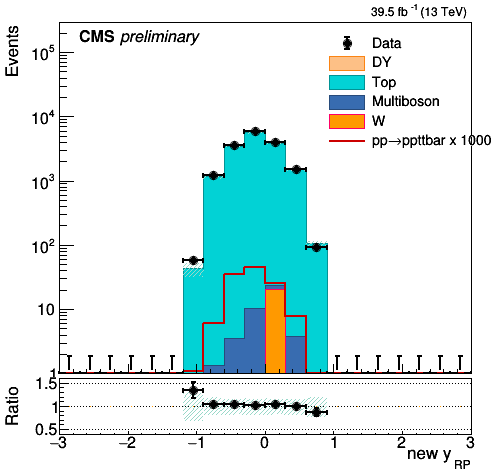 39.5 fb⁻¹ (13 TeV)
Events
CMS preliminary
Data
DY
Top
Multiboson
W
pp→ppttbar x 1000
10⁵
10⁴
10³
10²
10
1
Ratio
1.5
1
0.5
−3 −2 −1 0 1 2 3
new y_RP